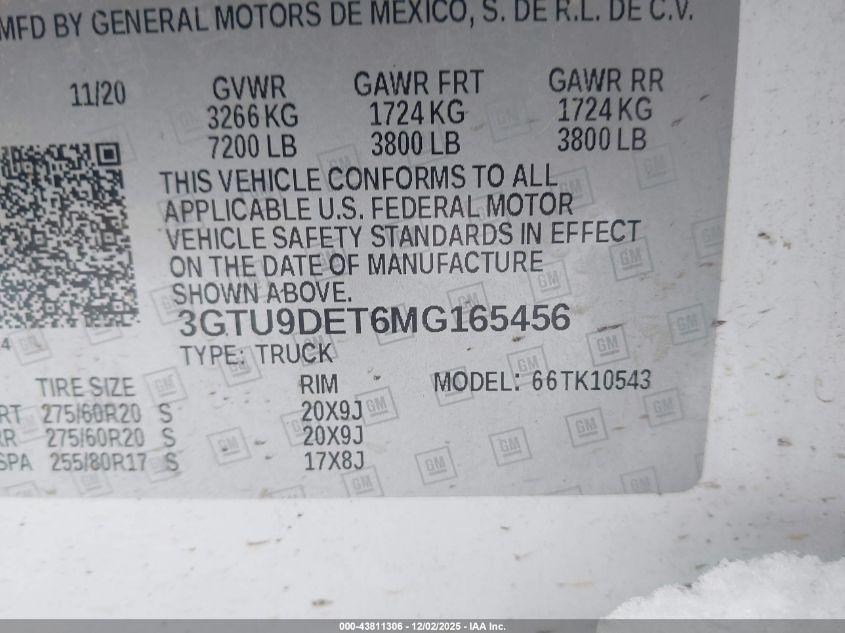 MFD BY GENERAL MOTORS DE MEXICO, S. DE R.L. DE C.V.
11/20 GVWR GAWR FRT GAWR RR
3266 KG 1724 KG 1724 KG
7200 LB 3800 LB 3800 LB
THIS VEHICLE CONFORMS TO ALL
APPLICABLE U.S. FEDERAL MOTOR
VEHICLE SAFETY STANDARDS IN EFFECT
ON THE DATE OF MANUFACTURE
SHOWN ABOVE.
3GTU9DET6MG165456
4
TYPE: TRUCK
TIRE SIZE RIM MODEL: 66TK10543
RT 275/60R20 S 20X9J
RR 275/60R20 S 20X9J
SPA 255/80R17 S 17X8J
000-43811306 - 12/02/2025 - IAA Inc.